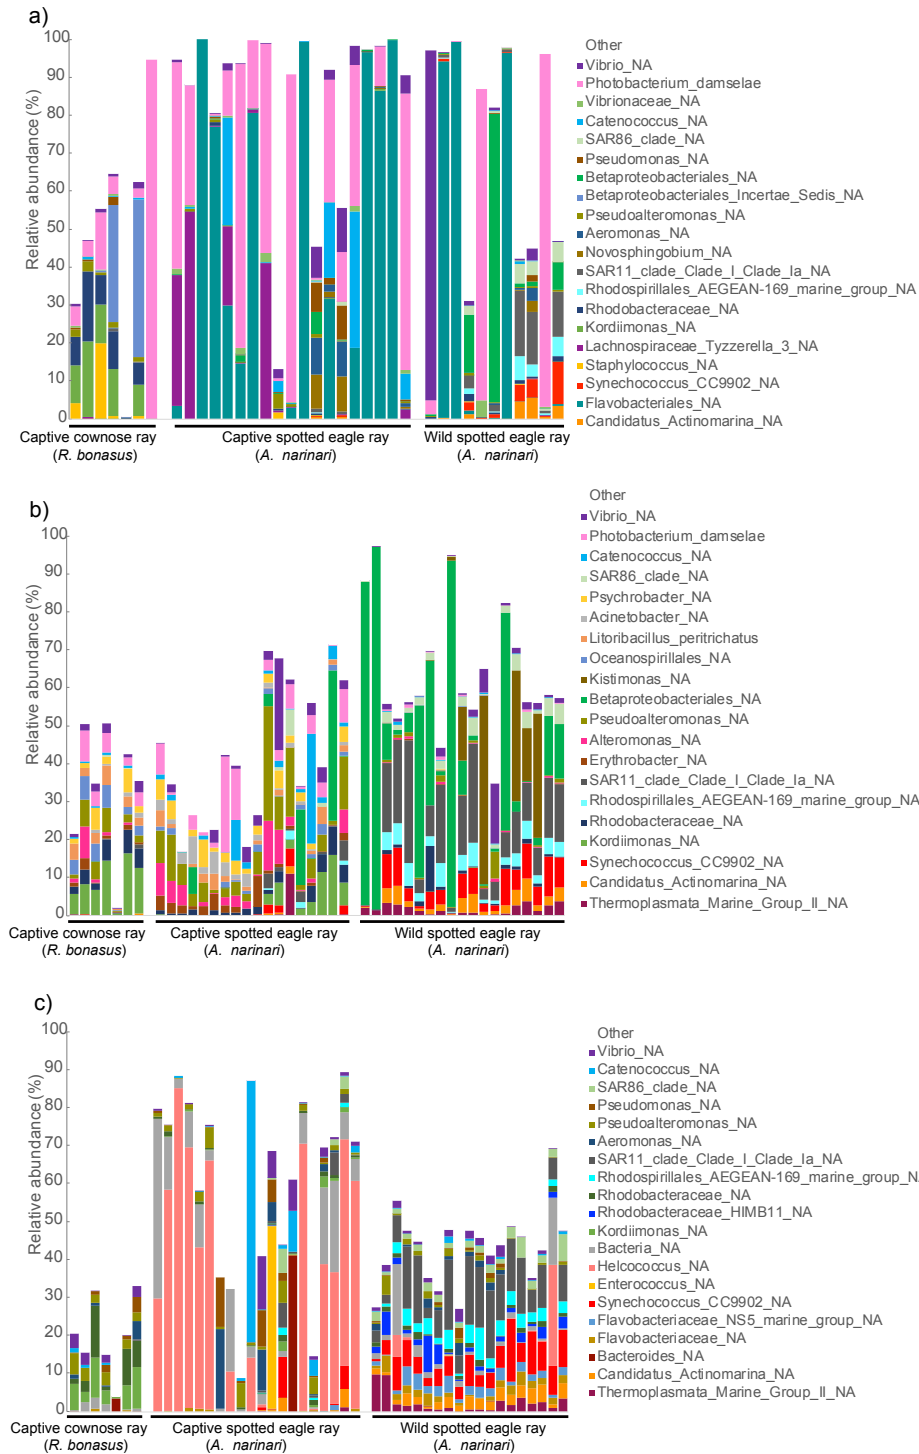 a)
Relative abundance (%)
100
90
80
70
60
50
40
30
20
10
0
Captive cownose ray
(R. bonasus)
Captive spotted eagle ray
(A. narinari)
Wild spotted eagle ray
(A. narinari)
Other
Vibrio_NA
Photobacterium_damselae
Vibrionaceae_NA
Catenococcus_NA
SAR86_clade_NA
Pseudomonas_NA
Betaproteobacteriales_NA
Betaproteobacteriales_Incertae_Sedis_NA
Pseudoalteromonas_NA
Aeromonas_NA
Novosphingobium_NA
SAR11_clade_Clade_I_Clade_Ia_NA
Rhodospirillales_AEGEAN-169_marine_group_NA
Rhodobacteraceae_NA
Kordiimonas_NA
Lachnospiraceae_Tyzzerella_3_NA
Staphylococcus_NA
Synechococcus_CC9902_NA
Flavobacteriales_NA
Candidatus_Actinomarina_NA
b)
Relative abundance (%)
100
90
80
70
60
50
40
30
20
10
0
Captive cownose ray
(R. bonasus)
Captive spotted eagle ray
(A. narinari)
Wild spotted eagle ray
(A. narinari)
Other
Vibrio_NA
Photobacterium_damselae
Catenococcus_NA
SAR86_clade_NA
Psychrobacter_NA
Acinetobacter_NA
Litoribacillus_peritrichatus
Oceanospirillales_NA
Kistimonas_NA
Betaproteobacteriales_NA
Pseudoalteromonas_NA
Alteromonas_NA
Erythrobacter_NA
SAR11_clade_Clade_I_Clade_Ia_NA
Rhodospirillales_AEGEAN-169_marine_group_NA
Rhodobacteraceae_NA
Kordiimonas_NA
Synechococcus_CC9902_NA
Candidatus_Actinomarina_NA
Thermoplasmata_Marine_Group_II_NA
c)
Relative abundance (%)
100
90
80
70
60
50
40
30
20
10
0
Captive cownose ray
(R. bonasus)
Captive spotted eagle ray
(A. narinari)
Wild spotted eagle ray
(A. narinari)
Other
Vibrio_NA
Catenococcus_NA
SAR86_clade_NA
Pseudomonas_NA
Pseudoalteromonas_NA
Aeromonas_NA
SAR11_clade_Clade_I_Clade_Ia_NA
Rhodospirillales_AEGEAN-169_marine_group_NA
Rhodobacteraceae_NA
Rhodobacteraceae_HIMB11_NA
Kordiimonas_NA
Bacteria_NA
Helcococcus_NA
Enterococcus_NA
Synechococcus_CC9902_NA
Flavobacteriaceae_NS5_marine_group_NA
Flavobacteriaceae_NA
Bacteroides_NA
Candidatus_Actinomarina_NA
Thermoplasmata_Marine_Group_II_NA